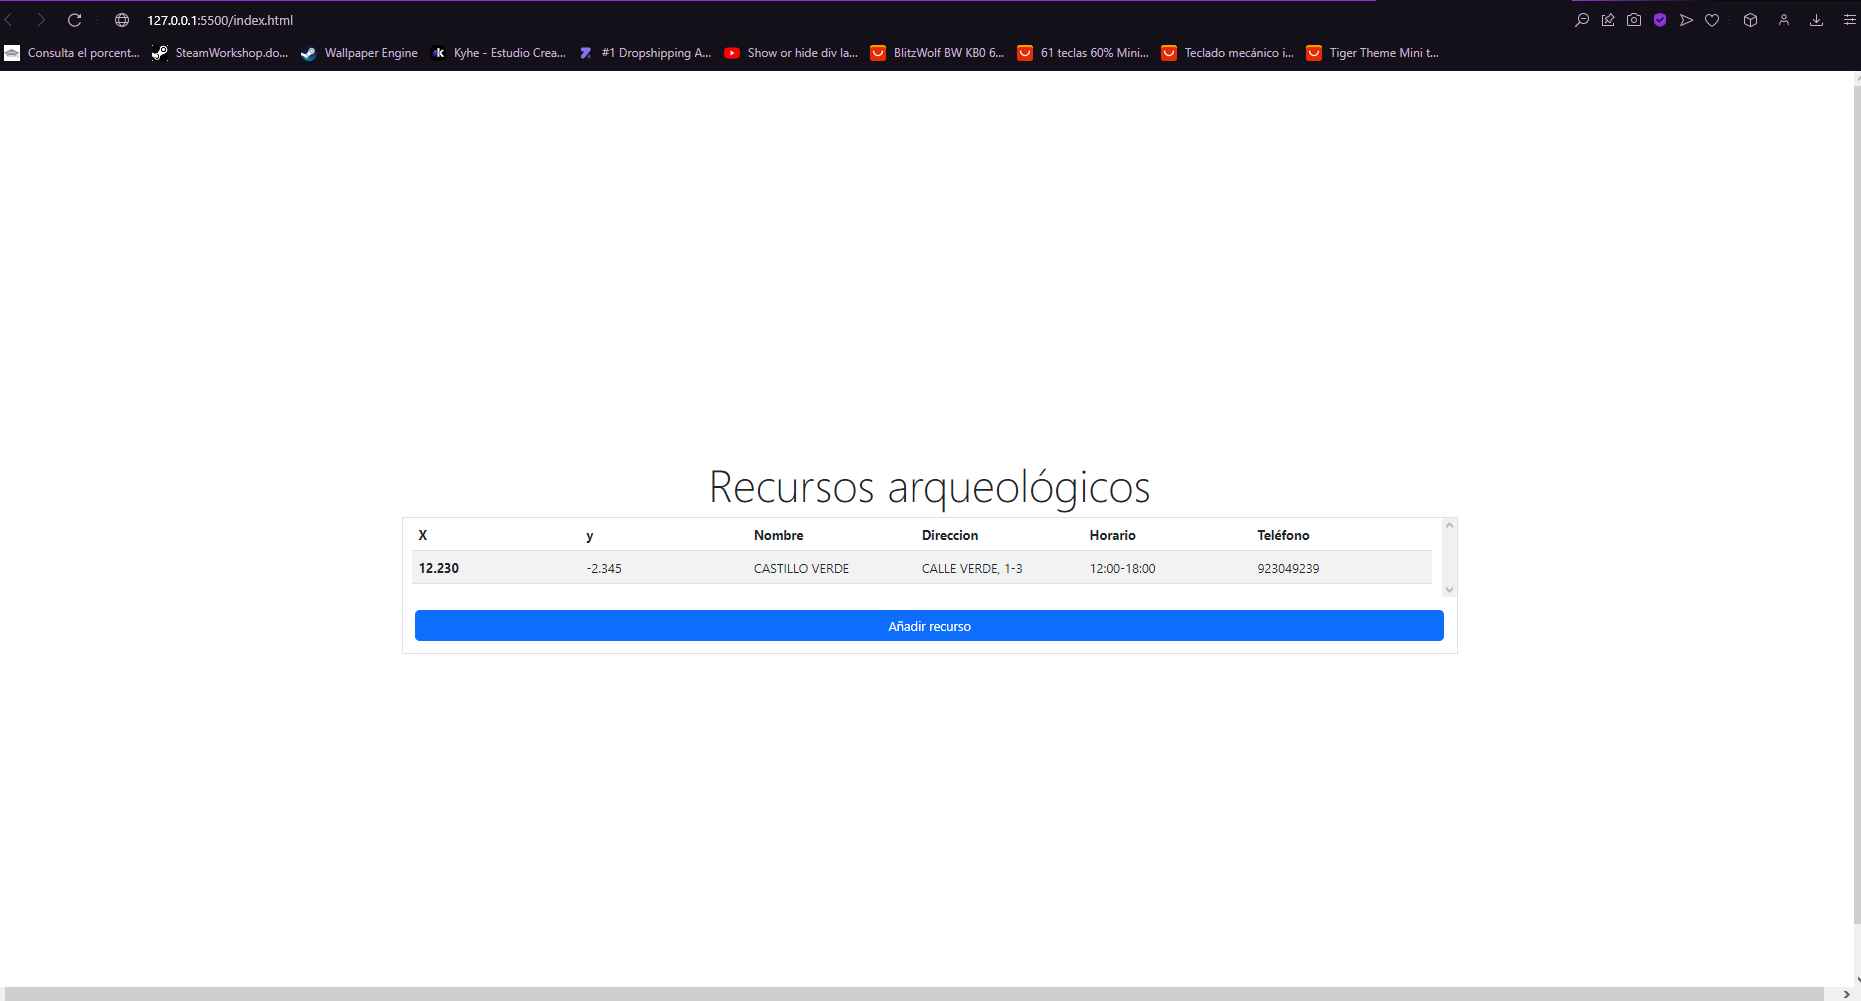 127.0.0.1:5500/index.html
Consulta el porcent... SteamWorkshop.do... Wallpaper Engine Kyhe - Estudio Crea... #1 Dropshipping A... Show or hide div la... BlitzWolf BW KB0 6... 61 teclas 60% Mini... Teclado mecánico i... Tiger Theme Mini t...
Recursos arqueológicos
X y Nombre Direccion Horario Teléfono
12.230 -2.345 CASTILLO VERDE CALLE VERDE, 1-3 12:00-18:00 923049239
Añadir recurso